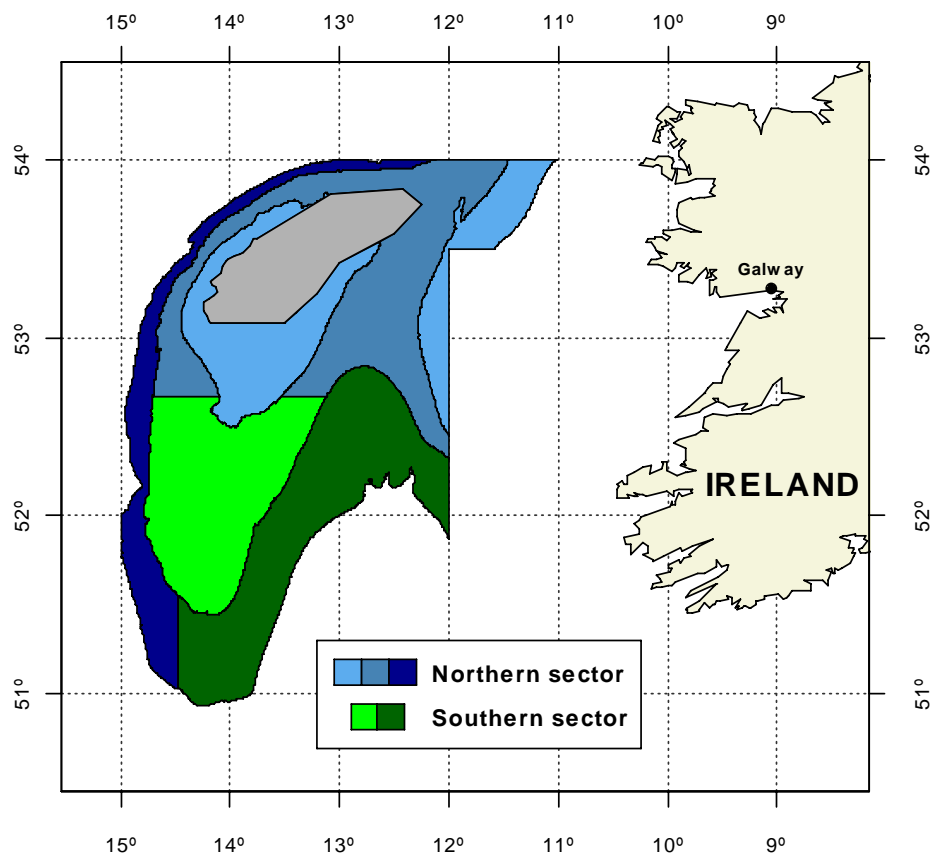 15º 14º 13º 12º 11º 10º 9º
54º 54º
Galway
53º 53º
IRELAND
52º 52º
Northern sector
51º 51º
Southern sector
15º 14º 13º 12º 11º 10º 9º